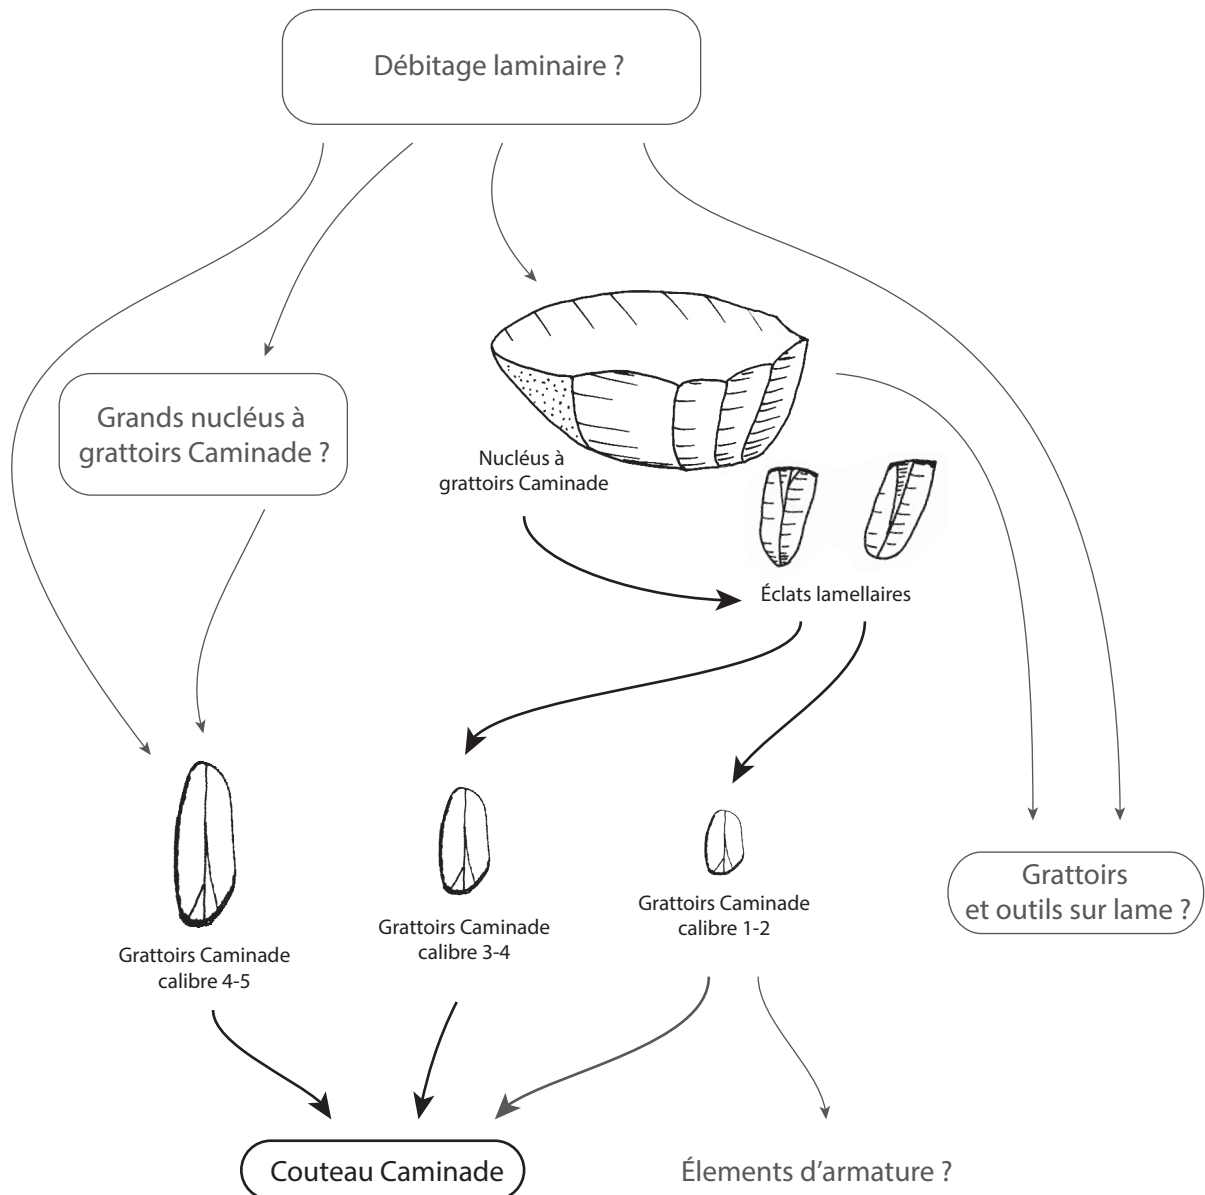 Débitage laminaire ?
Grands nucléus à
grattoirs Caminade ?
Nucléus à
grattoirs Caminade
Éclats lamellaires
Grattoirs Caminade
calibre 4-5
Grattoirs Caminade
calibre 3-4
Grattoirs Caminade
calibre 1-2
Grattoirs
et outils sur lame ?
Couteau Caminade
Élements d'armature ?